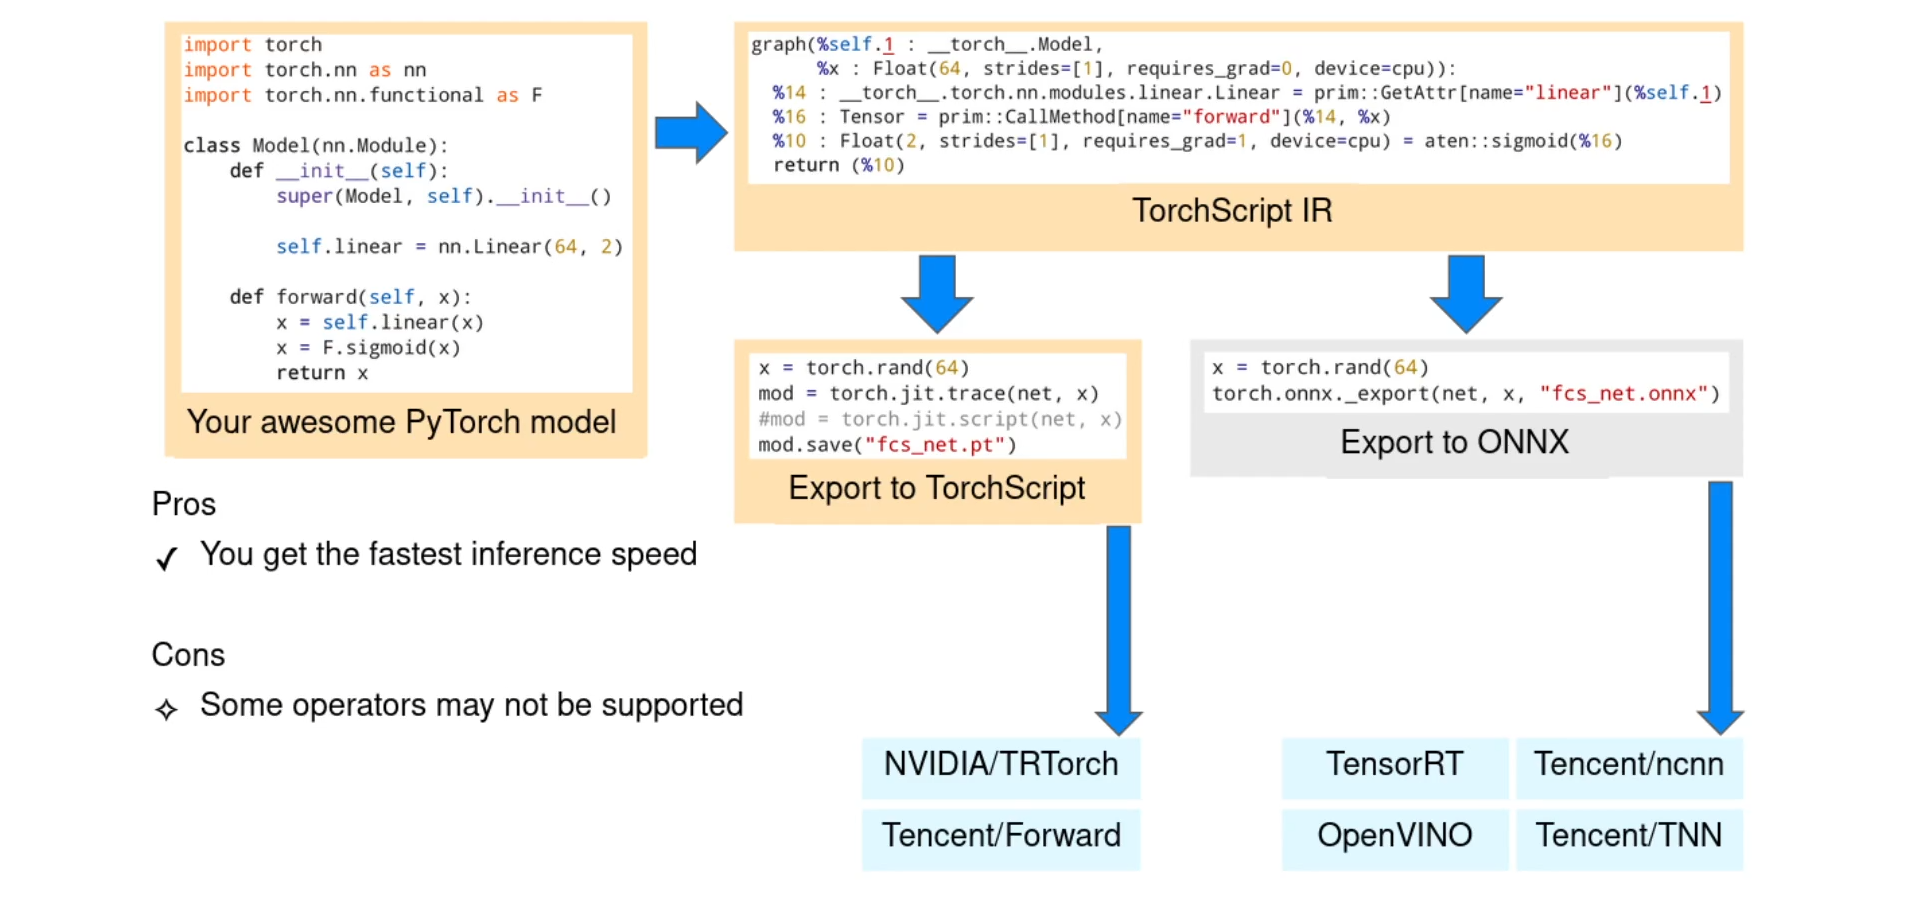 import torch
import torch.nn as nn
import torch.nn.functional as F
class Model(nn.Module):
    def __init__(self):
        super(Model, self).__init__()
        self.linear = nn.Linear(64, 2)
    def forward(self, x):
        x = self.linear(x)
        x = F.sigmoid(x)
        return x
Your awesome PyTorch model
graph(%self.1 : __torch__.Model,
      %x : Float(64, strides=[1], requires_grad=0, device=cpu)):
  %14 : __torch__.torch.nn.modules.linear.Linear = prim::GetAttr[name="linear"](%self.1)
  %16 : Tensor = prim::CallMethod[name="forward"](%14, %x)
  %10 : Float(2, strides=[1], requires_grad=1, device=cpu) = aten::sigmoid(%16)
  return (%10)
TorchScript IR
x = torch.rand(64)
mod = torch.jit.trace(net, x)
#mod = torch.jit.script(net, x)
mod.save("fcs_net.pt")
Export to TorchScript
x = torch.rand(64)
torch.onnx._export(net, x, "fcs_net.onnx")
Export to ONNX
Pros
✓ You get the fastest inference speed
Cons
✧ Some operators may not be supported
NVIDIA/TRTorch
Tencent/Forward
TensorRT
Tencent/ncnn
OpenVINO
Tencent/TNN